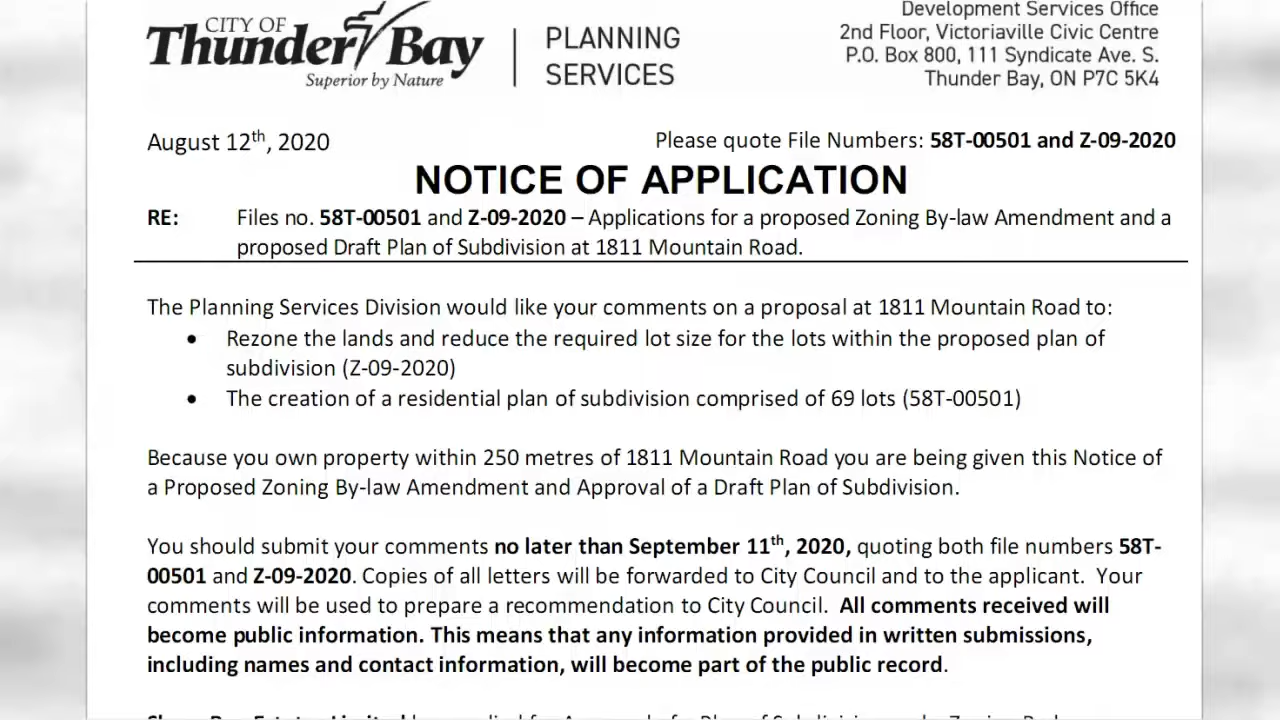 CITY OF
Thunder Bay
Superior by Nature
PLANNING
SERVICES
Development Services Office
2nd Floor, Victoriaville Civic Centre
P.O. Box 800, 111 Syndicate Ave. S.
Thunder Bay, ON P7C 5K4
August 12th, 2020
Please quote File Numbers: 58T-00501 and Z-09-2020
NOTICE OF APPLICATION
RE: Files no. 58T-00501 and Z-09-2020 – Applications for a proposed Zoning By-law Amendment and a
proposed Draft Plan of Subdivision at 1811 Mountain Road.
The Planning Services Division would like your comments on a proposal at 1811 Mountain Road to:
• Rezone the lands and reduce the required lot size for the lots within the proposed plan of
subdivision (Z-09-2020)
• The creation of a residential plan of subdivision comprised of 69 lots (58T-00501)
Because you own property within 250 metres of 1811 Mountain Road you are being given this Notice of
a Proposed Zoning By-law Amendment and Approval of a Draft Plan of Subdivision.
You should submit your comments no later than September 11th, 2020, quoting both file numbers 58T-
00501 and Z-09-2020. Copies of all letters will be forwarded to City Council and to the applicant. Your
comments will be used to prepare a recommendation to City Council. All comments received will
become public information. This means that any information provided in written submissions,
including names and contact information, will become part of the public record.